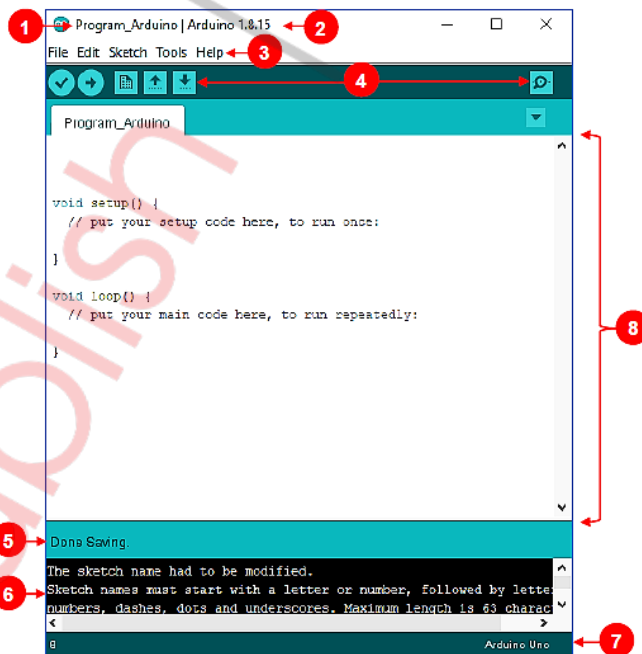 1
Program_Arduino | Arduino 1.8.15
2
File Edit Sketch Tools Help
3
4
Program_Arduino
void setup() {
// put your setup code here, to run once:
}
void loop() {
// put your main code here, to run repeatedly:
}
8
5
Done Saving.
The sketch name had to be modified.
6
Sketch names must start with a letter or number, followed by lette
numbers, dashes, dots and underscores. Maximum length is 63 charac
Arduino Uno
7